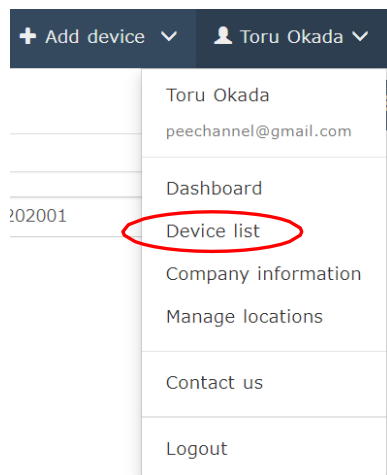 Add device
Toru Okada
Toru Okada
peechannel@gmail.com
Dashboard
202001
Device list
Company information
Manage locations
Contact us
Logout